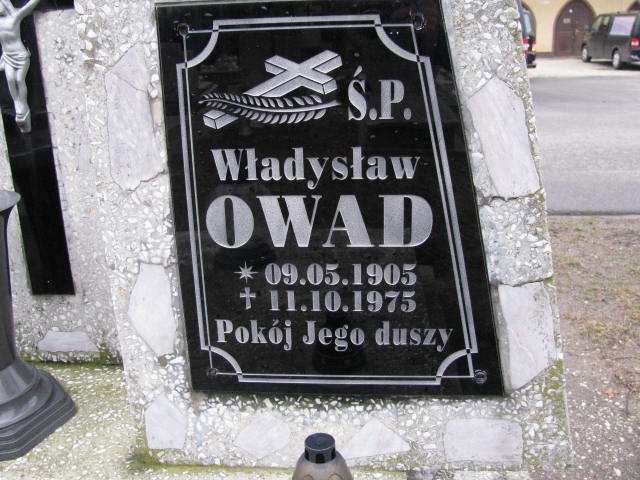 Ś.P.
Władysław
OWAD
✶ 09.05.1905
✝ 11.10.1975
Pokój Jego duszy